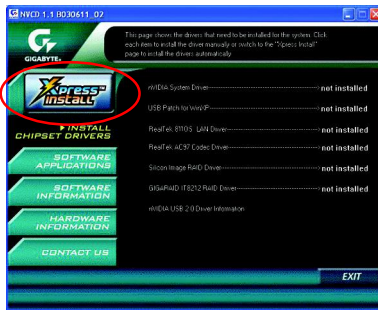 NVCD 1.1 B030611_02
GIGABYTE
This page shows the drivers that need to be installed for the system. Click
each item to install the driver manually or switch to the "Xpress Install"
page to install the drivers automatically.
Xpress™
INSTALL
INSTALL
CHIPSET DRIVERS
SOFTWARE
APPLICATIONS
SOFTWARE
INFORMATION
HARDWARE
INFORMATION
CONTACT US
nVIDIA System Driver not installed
USB Patch for WinXP not installed
RealTek 8110S LAN Driver not installed
RealTek AC97 Codec Driver not installed
Silicon Image RAID Driver not installed
GIGARAID IT8212 RAID Driver not installed
nVIDIA USB 2.0 Driver Information
EXIT